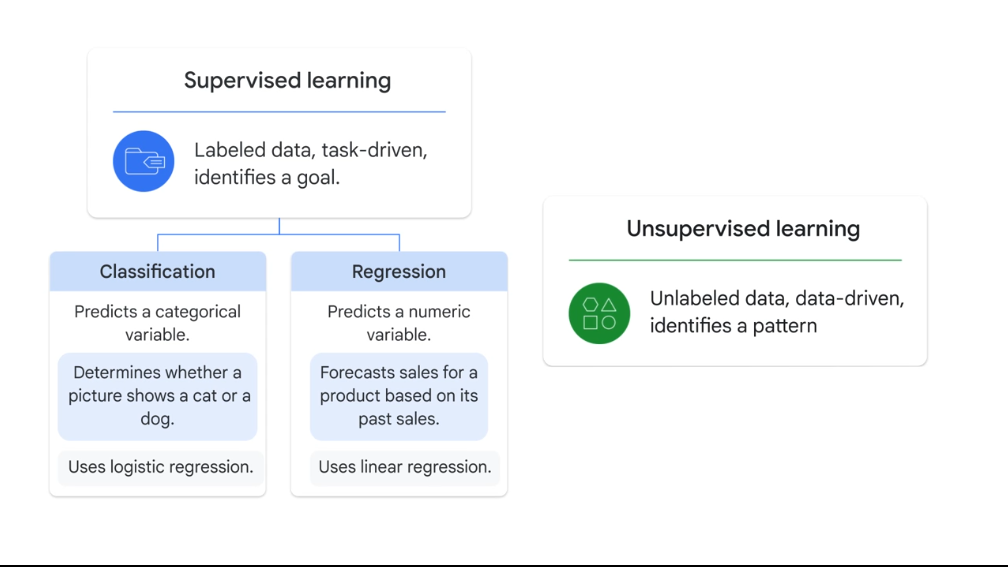 Supervised learning
Labeled data, task-driven,
identifies a goal.
Classification
Predicts a categorical
variable.
Determines whether a
picture shows a cat or a
dog.
Uses logistic regression.
Regression
Predicts a numeric
variable.
Forecasts sales for a
product based on its
past sales.
Uses linear regression.
Unsupervised learning
Unlabeled data, data-driven,
identifies a pattern